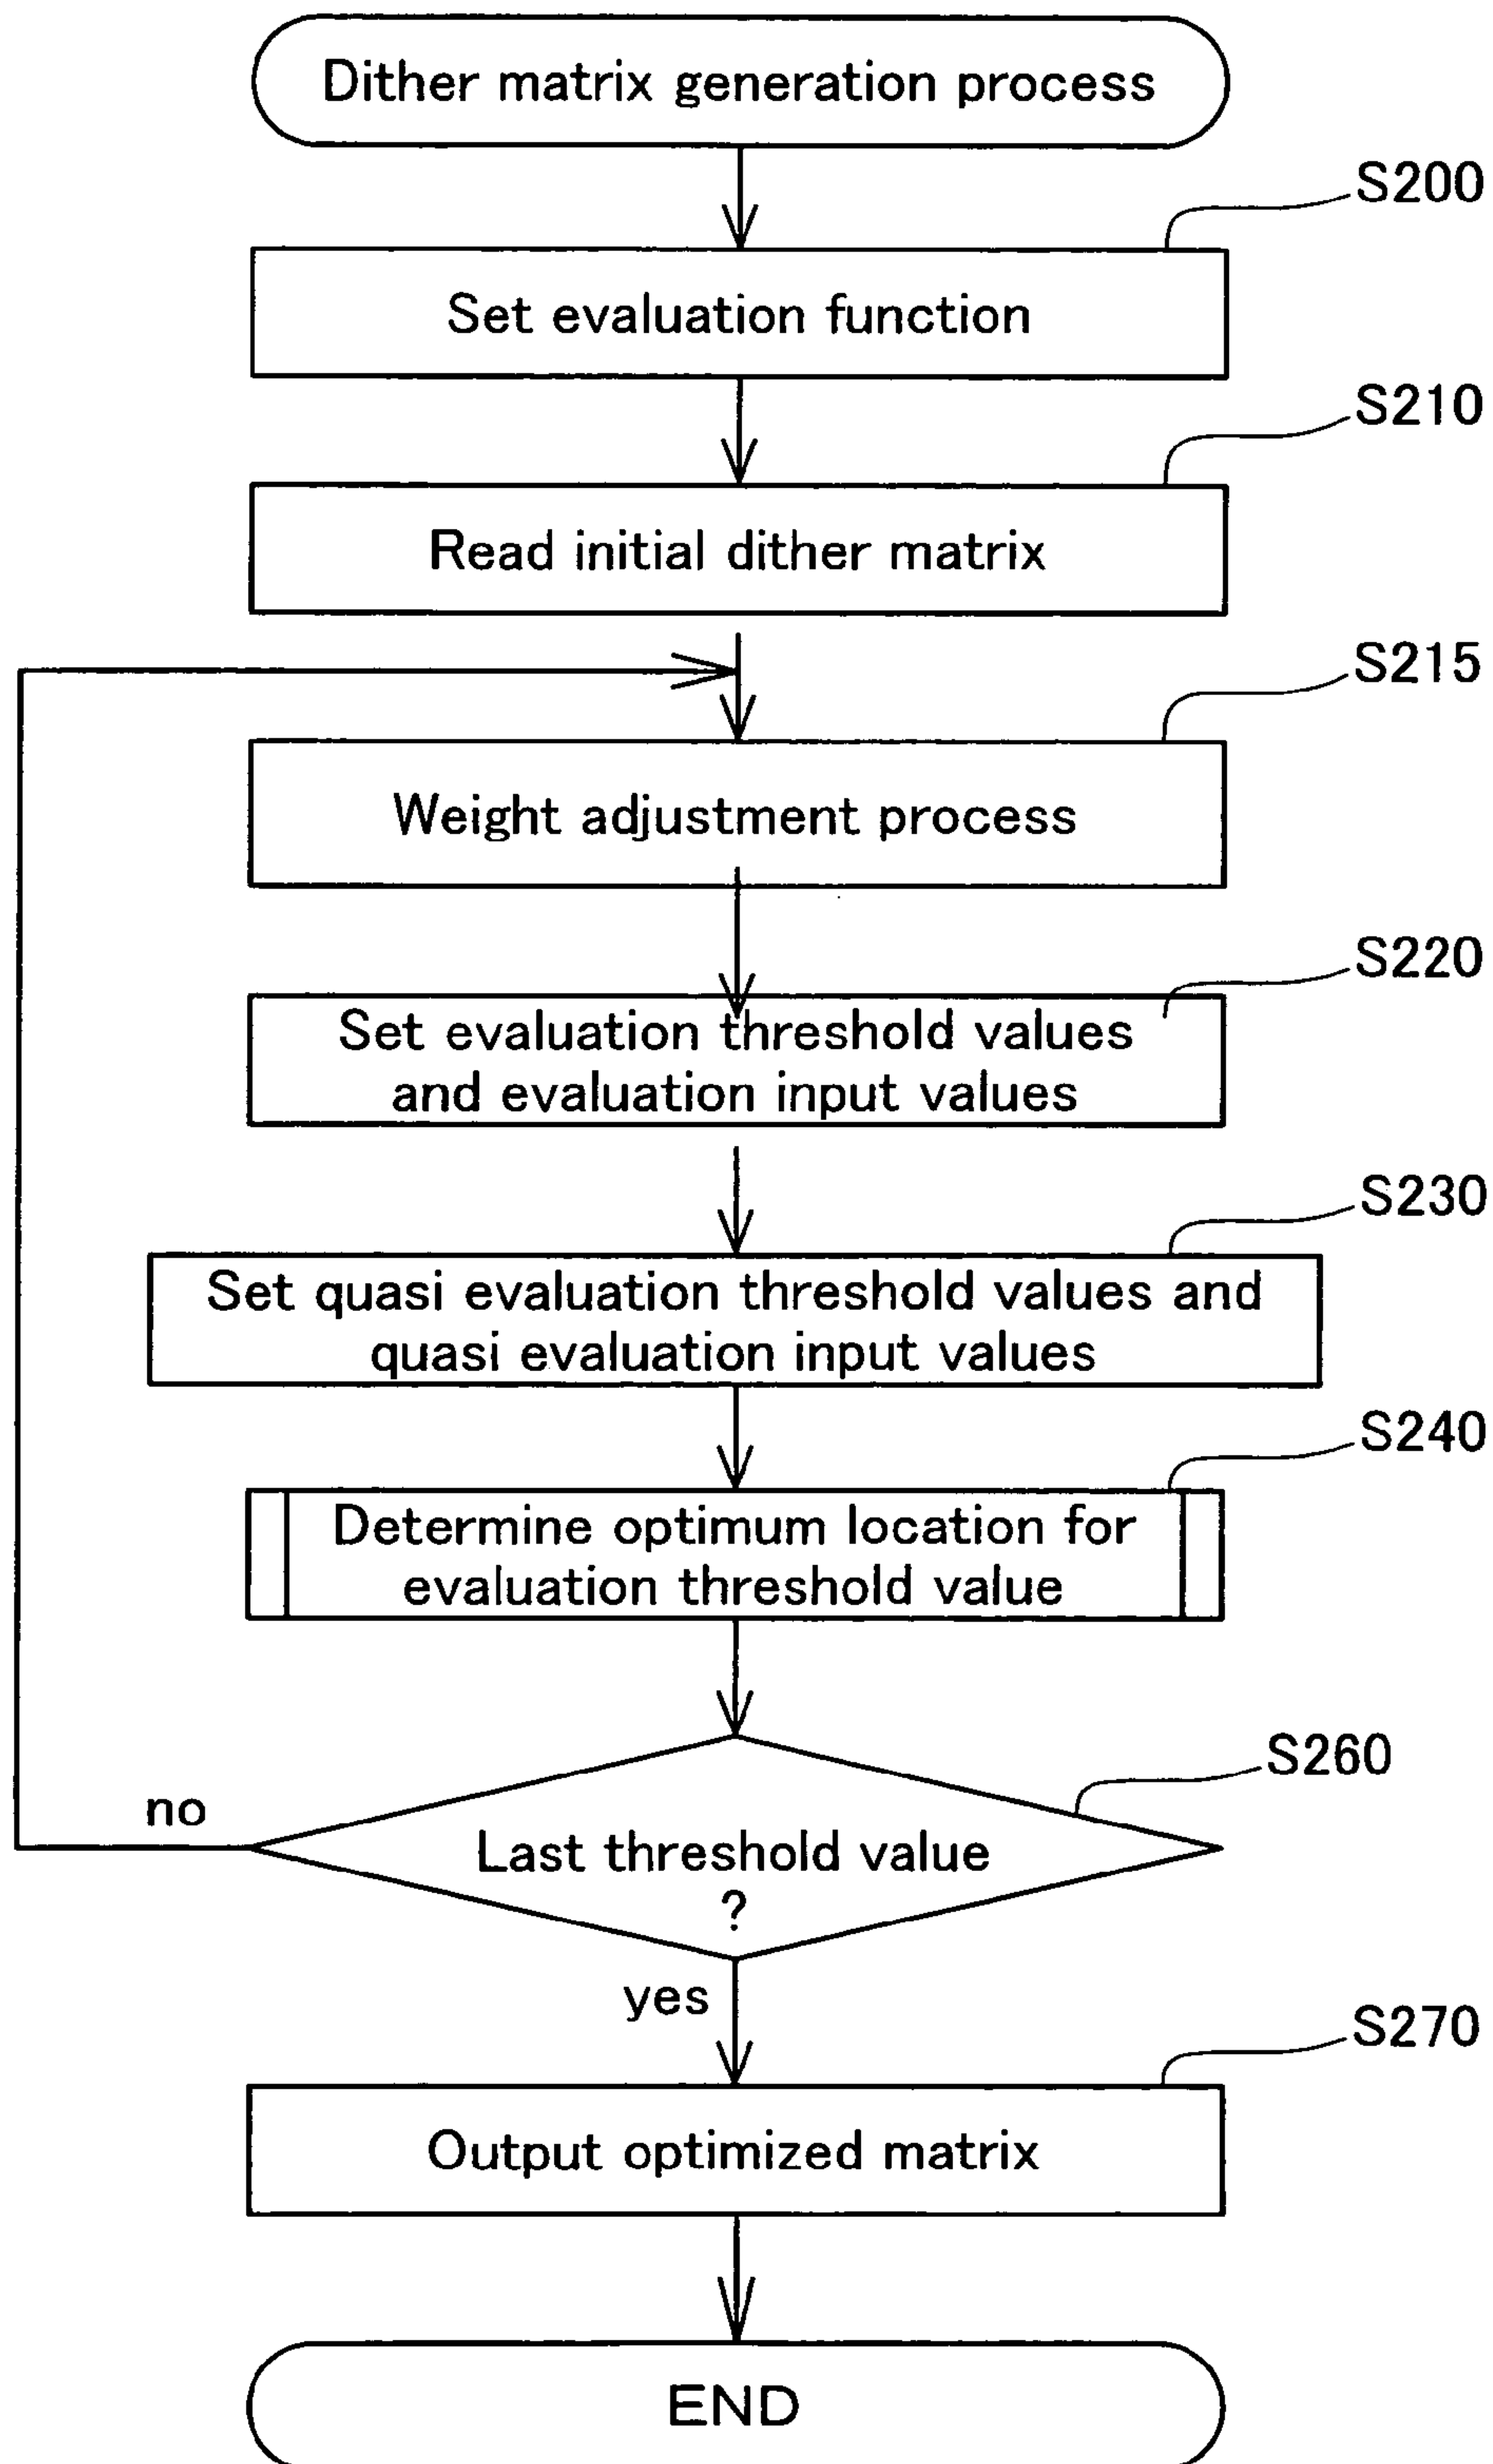 Dither matrix generation process
S200
Set evaluation function
S210
Read initial dither matrix
S215
Weight adjustment process
S220
Set evaluation threshold values
and evaluation input values
S230
Set quasi evaluation threshold values and
quasi evaluation input values
S240
Determine optimum location for
evaluation threshold value
S260
no
Last threshold value
?
yes
S270
Output optimized matrix
END